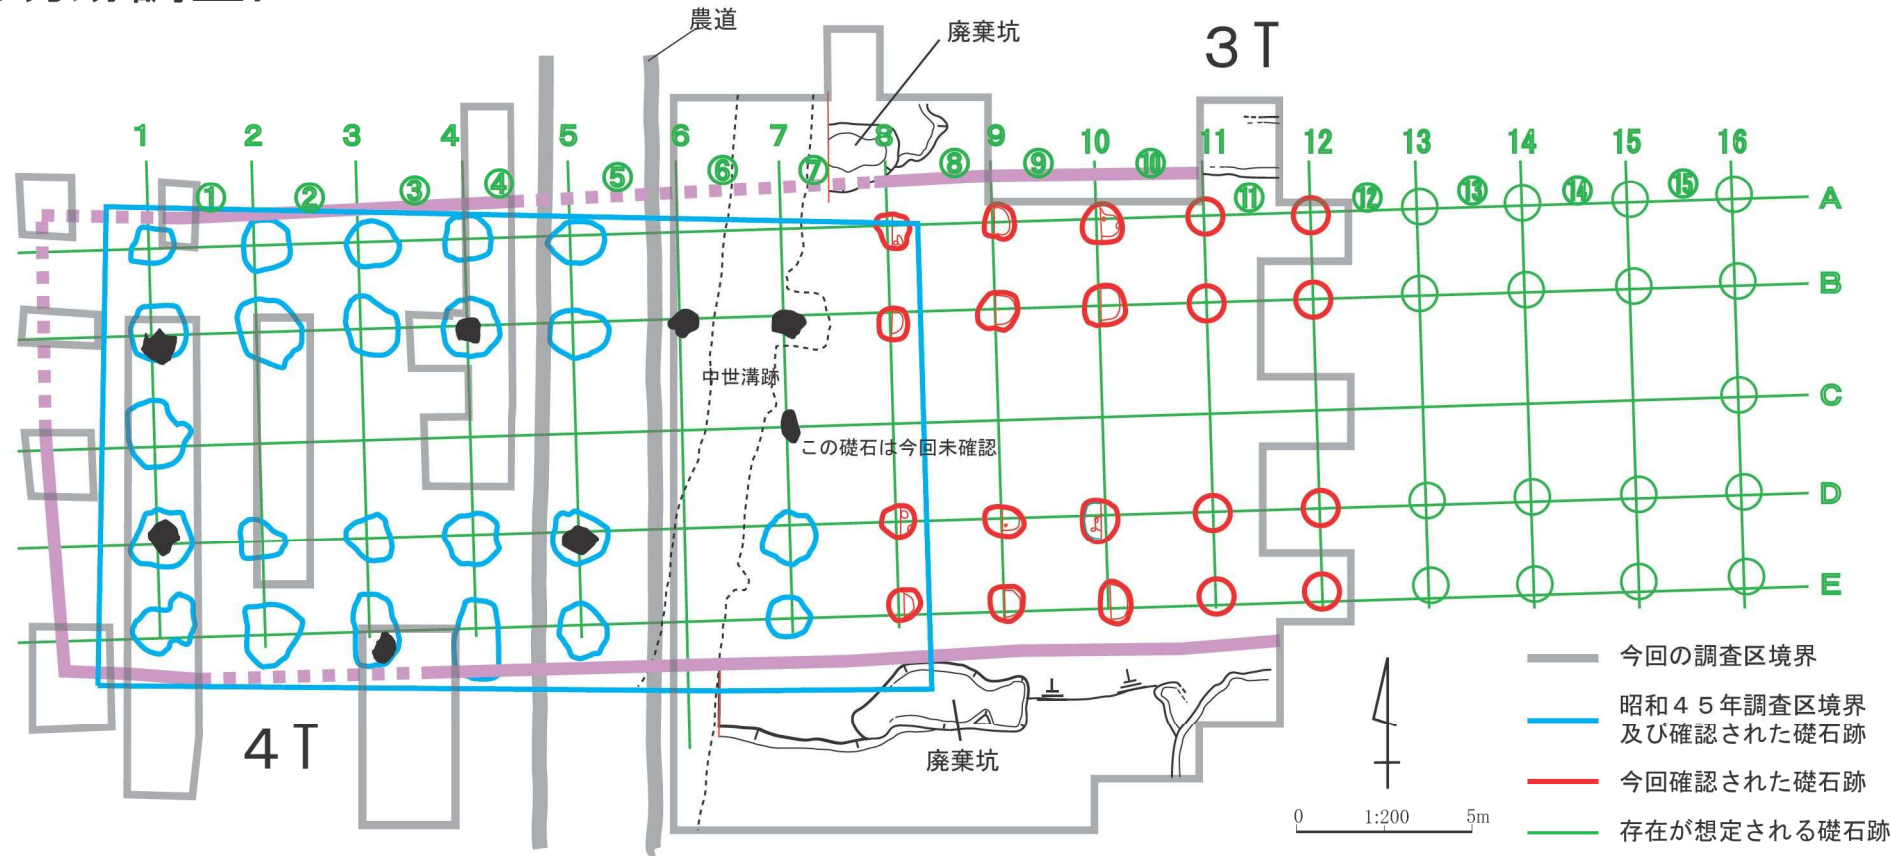 農道
廃棄坑
3T
1 2 3 4 5 6 7 8 9 10 11 12 13 14 15 16
① ② ③ ④ ⑤ ⑥ ⑦ ⑧ ⑨ ⑩ ⑪ ⑫ ⑬ ⑭ ⑮
A
B
C
D
E
中世溝跡
この礎石は今回未確認
4T
廃棄坑
今回の調査区境界
昭和45年調査区境界
及び確認された礎石跡
今回確認された礎石跡
存在が想定される礎石跡
0 1:200 5m